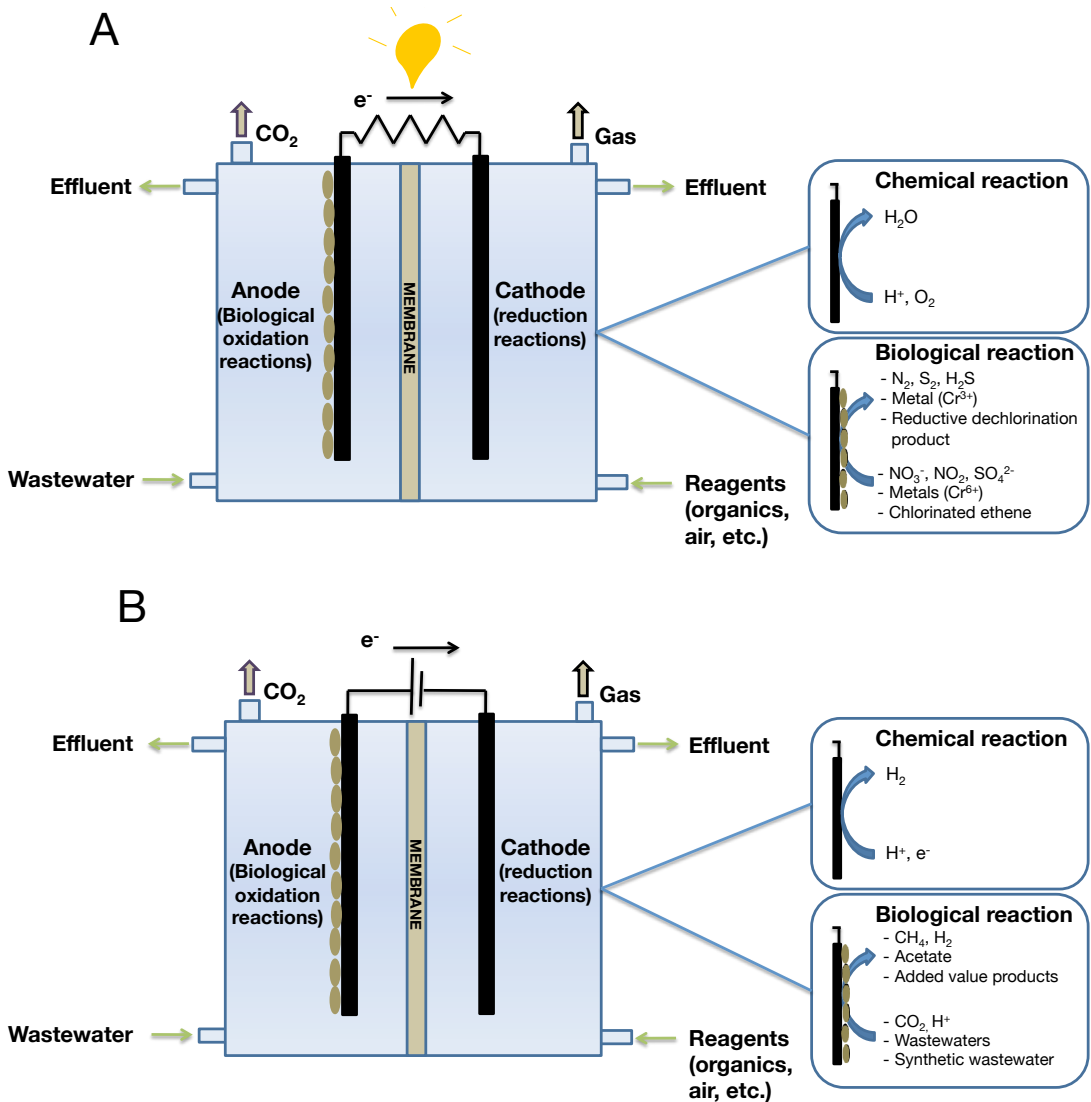 A
e⁻
CO₂
Gas
Effluent
Effluent
Anode
(Biological
oxidation
reactions)
MEMBRANE
Cathode
(reduction
reactions)
Wastewater
Reagents
(organics,
air, etc.)
Chemical reaction
H₂O
H⁺, O₂
Biological reaction
- N₂, S₂, H₂S
- Metal (Cr³⁺)
- Reductive dechlorination
product
- NO₃⁻, NO₂, SO₄²⁻
- Metals (Cr⁶⁺)
- Chlorinated ethene
B
e⁻
CO₂
Gas
Effluent
Effluent
Anode
(Biological
oxidation
reactions)
MEMBRANE
Cathode
(reduction
reactions)
Wastewater
Reagents
(organics,
air, etc.)
Chemical reaction
H₂
H⁺, e⁻
Biological reaction
- CH₄, H₂
- Acetate
- Added value products
- CO₂, H⁺
- Wastewaters
- Synthetic wastewater